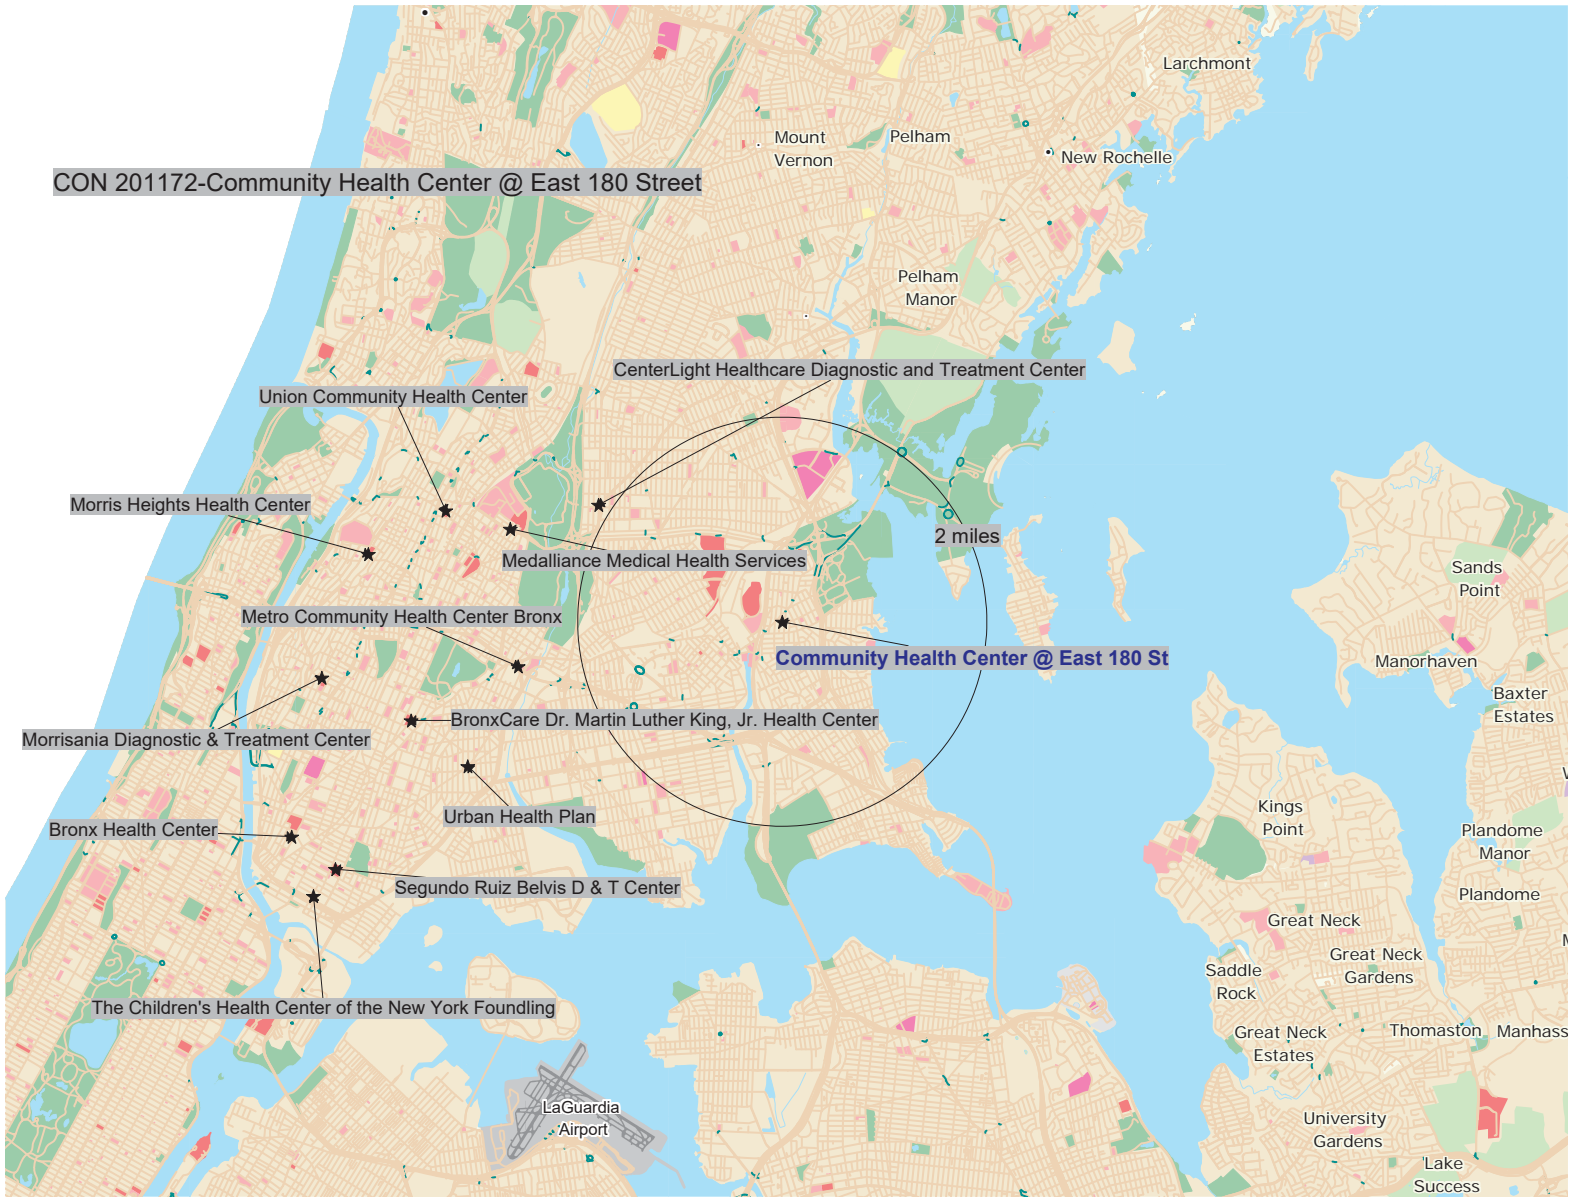 Larchmont
Mount
Vernon
Pelham
New Rochelle
CON 201172-Community Health Center @ East 180 Street
Pelham
Manor
CenterLight Healthcare Diagnostic and Treatment Center
Union Community Health Center
Morris Heights Health Center
2 miles
Medalliance Medical Health Services
Sands
Point
Metro Community Health Center Bronx
Community Health Center @ East 180 St
Manorhaven
Baxter
Estates
BronxCare Dr. Martin Luther King, Jr. Health Center
Morrisania Diagnostic & Treatment Center
Urban Health Plan
Kings
Point
Bronx Health Center
Plandome
Manor
Segundo Ruiz Belvis D & T Center
Plandome
Great Neck
Great Neck
Gardens
Saddle
Rock
The Children's Health Center of the New York Foundling
Great Neck
Estates
Thomaston
Manhass
LaGuardia
Airport
University
Gardens
Lake
Success